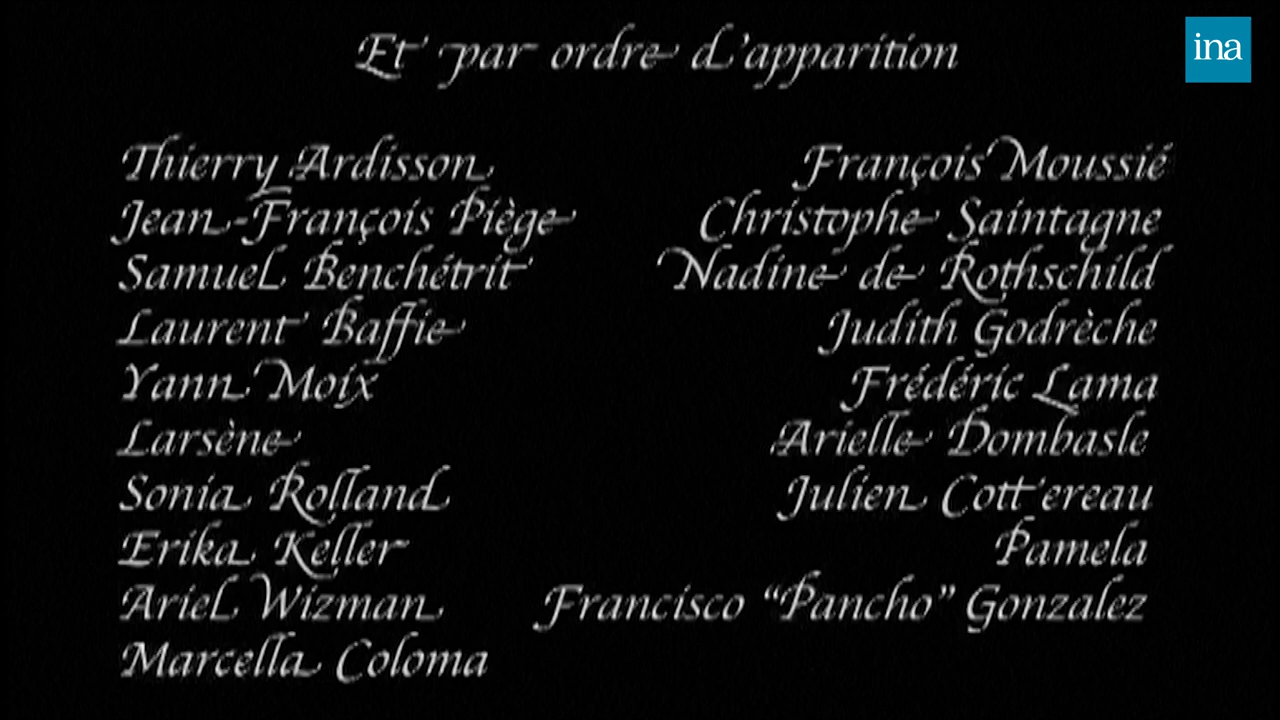 Et par ordre d'apparition
ina
Thierry Ardisson
Jean-François Piège
Samuel Benchétrit
Laurent Baffie
Yann Moix
Larsène
Sonia Rolland
Erika Keller
Ariel Wizman
Marcella Coloma
François Moussié
Christophe Saintagne
Nadine de Rothschild
Judith Godrèche
Frédéric Lama
Arielle Dombasle
Julien Cottereau
Pamela
Francisco “Pancho” Gonzalez